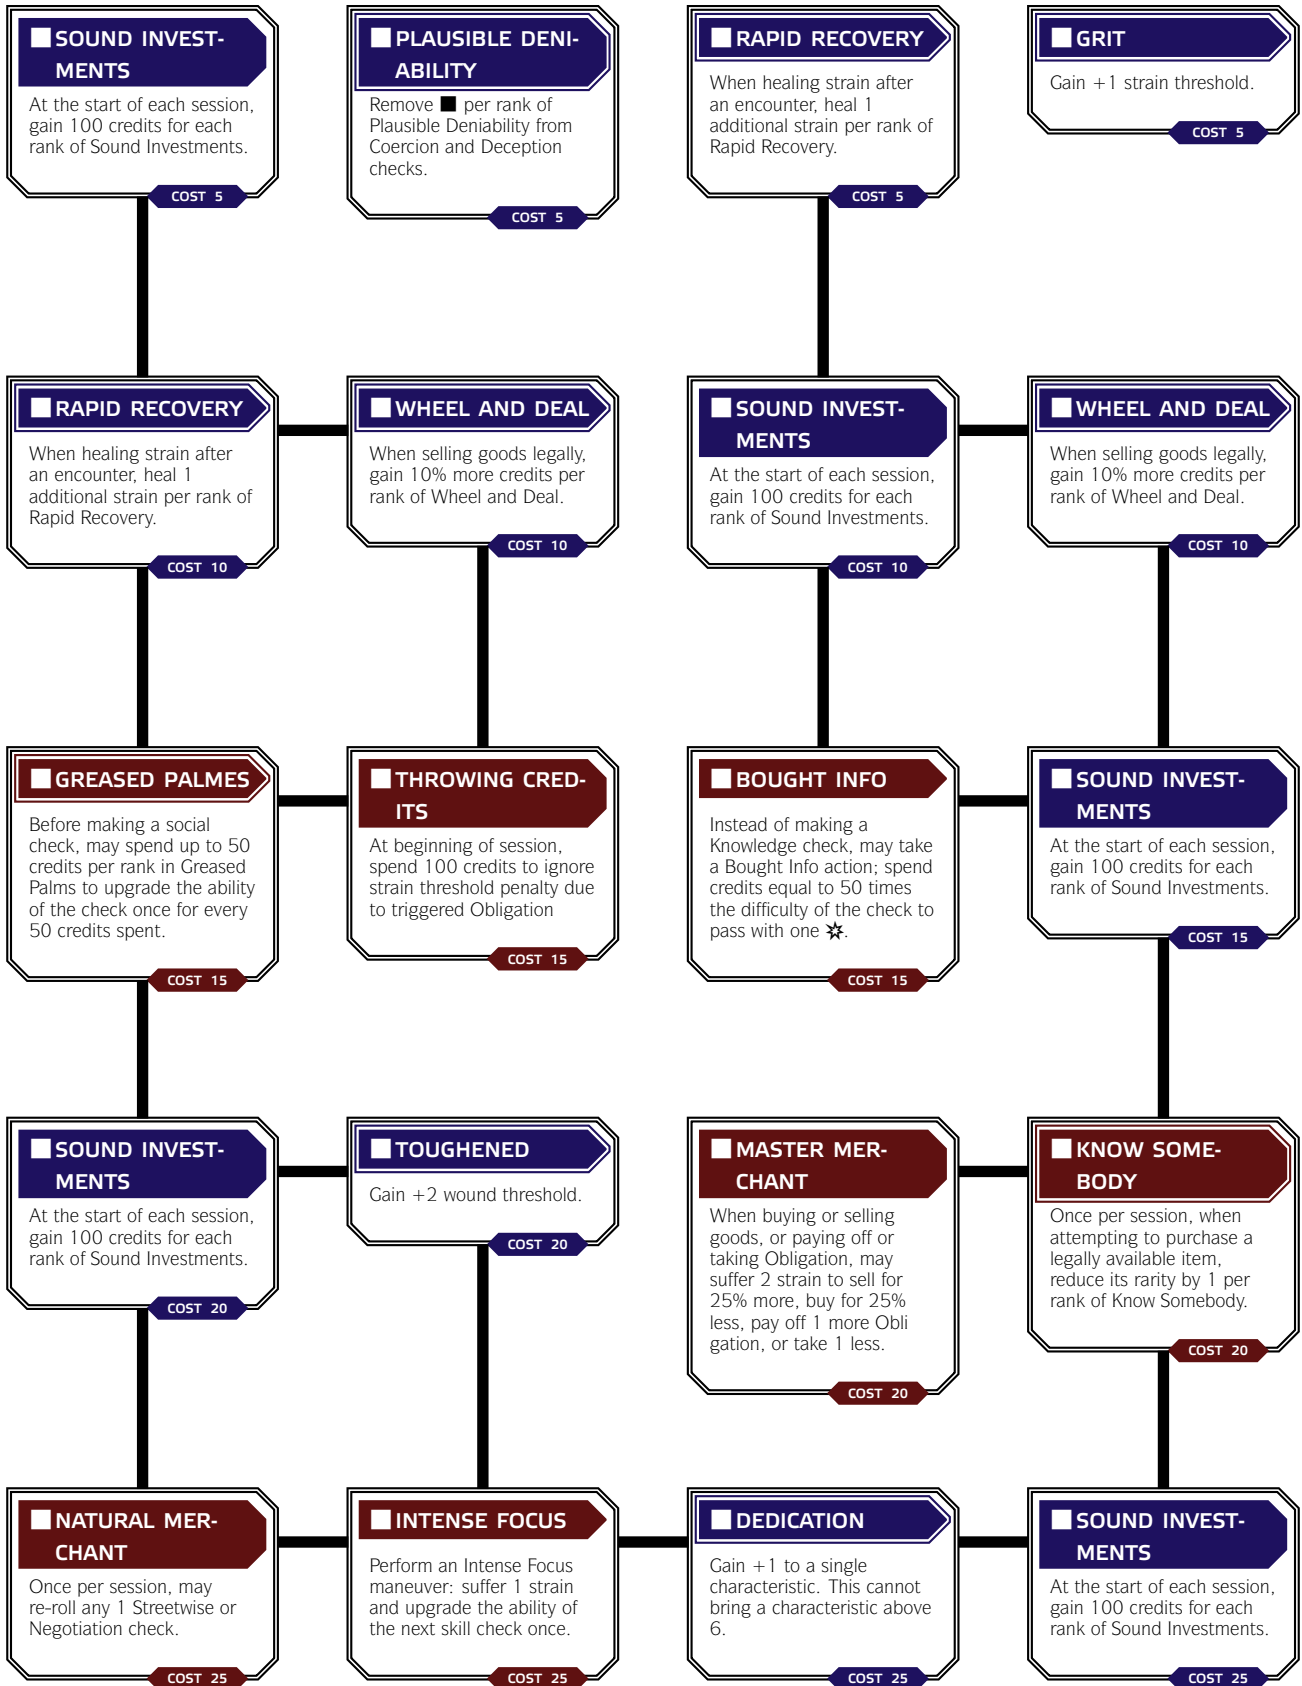 SOUND INVEST-
MENTS
At the start of each session,
gain 100 credits for each
rank of Sound Investments.
COST 5
PLAUSIBLE DENI-
ABILITY
Remove ■ per rank of
Plausible Deniability from
Coercion and Deception
checks.
COST 5
RAPID RECOVERY
When healing strain after
an encounter, heal 1
additional strain per rank of
Rapid Recovery.
COST 5
GRIT
Gain +1 strain threshold.
COST 5
RAPID RECOVERY
When healing strain after
an encounter, heal 1
additional strain per rank of
Rapid Recovery.
COST 10
WHEEL AND DEAL
When selling goods legally,
gain 10% more credits per
rank of Wheel and Deal.
COST 10
SOUND INVEST-
MENTS
At the start of each session,
gain 100 credits for each
rank of Sound Investments.
COST 10
WHEEL AND DEAL
When selling goods legally,
gain 10% more credits per
rank of Wheel and Deal.
COST 10
GREASED PALMES
Before making a social
check, may spend up to 50
credits per rank in Greased
Palms to upgrade the ability
of the check once for every
50 credits spent.
COST 15
THROWING CRED-
ITS
At beginning of session,
spend 100 credits to ignore
strain threshold penalty due
to triggered Obligation
COST 15
BOUGHT INFO
Instead of making a
Knowledge check, may take
a Bought Info action; spend
credits equal to 50 times
the difficulty of the check to
pass with one .
COST 15
SOUND INVEST-
MENTS
At the start of each session,
gain 100 credits for each
rank of Sound Investments.
COST 15
SOUND INVEST-
MENTS
At the start of each session,
gain 100 credits for each
rank of Sound Investments.
COST 20
TOUGHENED
Gain +2 wound threshold.
COST 20
MASTER MER-
CHANT
When buying or selling
goods, or paying off or
taking Obligation, may
suffer 2 strain to sell for
25% more, buy for 25%
less, pay off 1 more Obli
gation, or take 1 less.
COST 20
KNOW SOME-
BODY
Once per session, when
attempting to purchase a
legally available item,
reduce its rarity by 1 per
rank of Know Somebody.
COST 20
NATURAL MER-
CHANT
Once per session, may
re-roll any 1 Streetwise or
Negotiation check.
COST 25
INTENSE FOCUS
Perform an Intense Focus
maneuver: suffer 1 strain
and upgrade the ability of
the next skill check once.
COST 25
DEDICATION
Gain +1 to a single
characteristic. This cannot
bring a characteristic above
6.
COST 25
SOUND INVEST-
MENTS
At the start of each session,
gain 100 credits for each
rank of Sound Investments.
COST 25